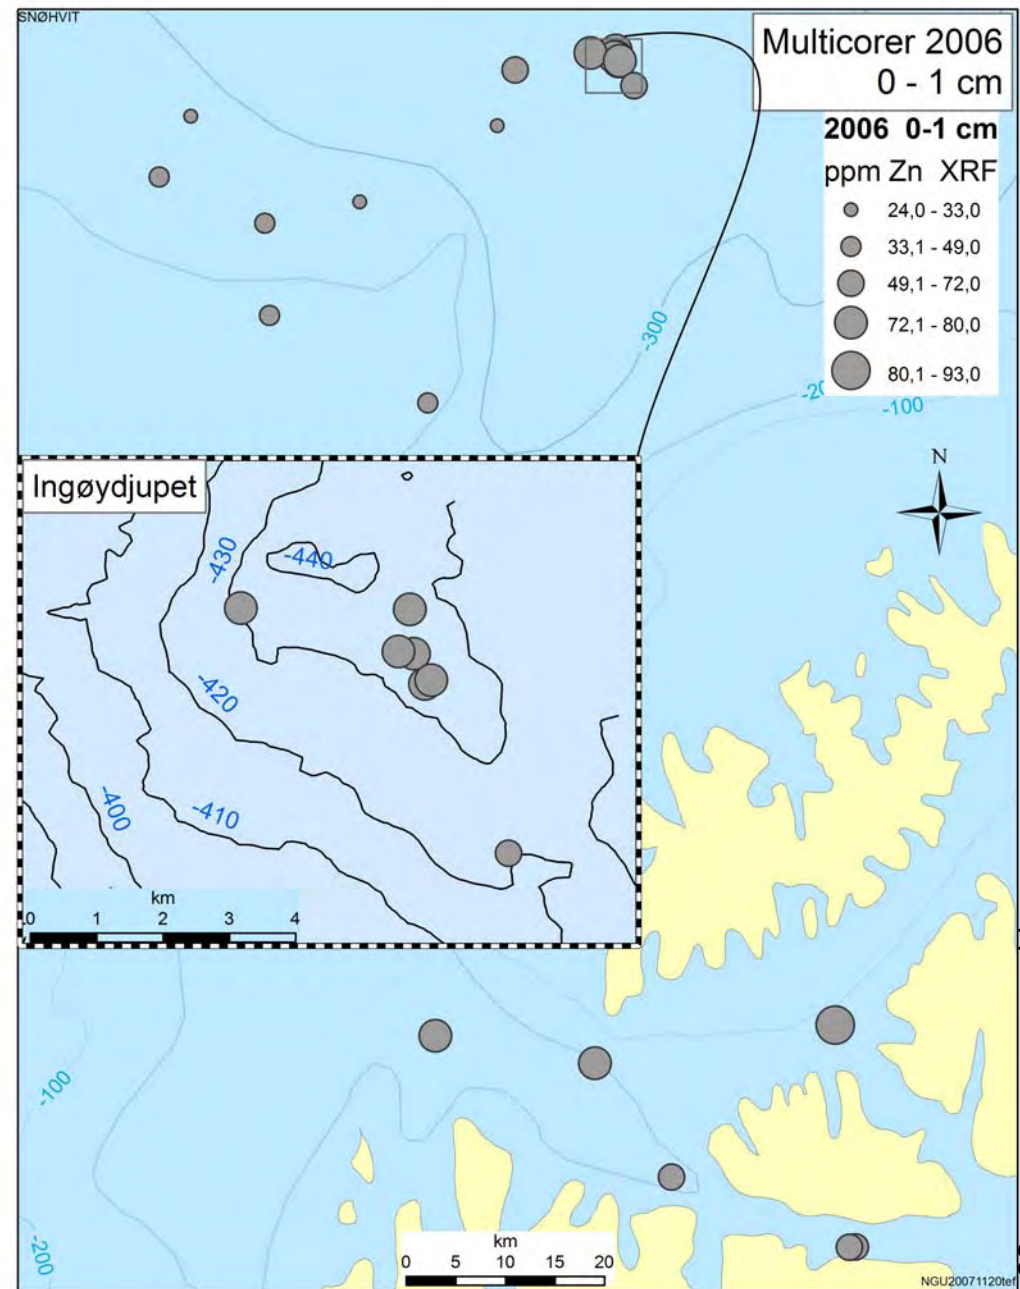 SNØHVIT
Multicorer 2006
0 - 1 cm
2006 0-1 cm
ppm Zn XRF
24,0 - 33,0
33,1 - 49,0
49,1 - 72,0
72,1 - 80,0
80,1 - 93,0
-300
-100
N
Ingøydjupet
-430
-440
-420
-410
-400
km
0 1 2 3 4
-100
-200
km
0 5 10 15 20
NGU20071120tef